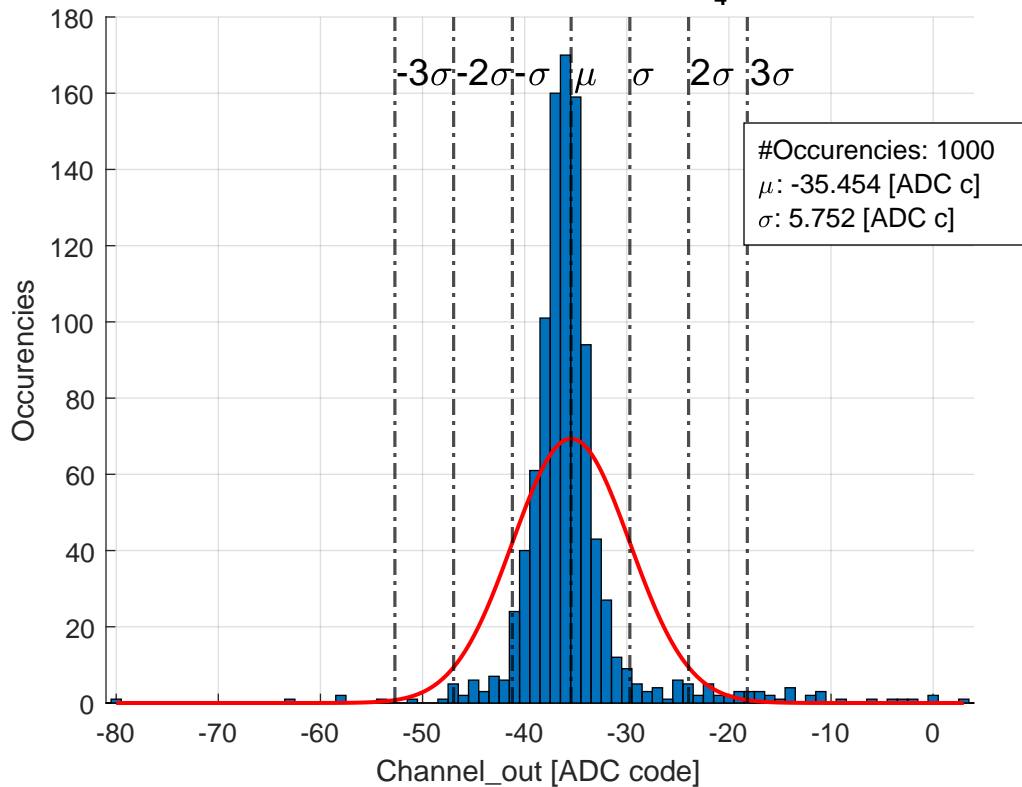 4
180
160
140
120
100
80
60
40
20
0
-3σ -2σ -σ μ σ 2σ 3σ
#Occurencies: 1000
μ: -35.454 [ADC c]
σ: 5.752 [ADC c]
Occurencies
-80 -70 -60 -50 -40 -30 -20 -10 0
Channel_out [ADC code]